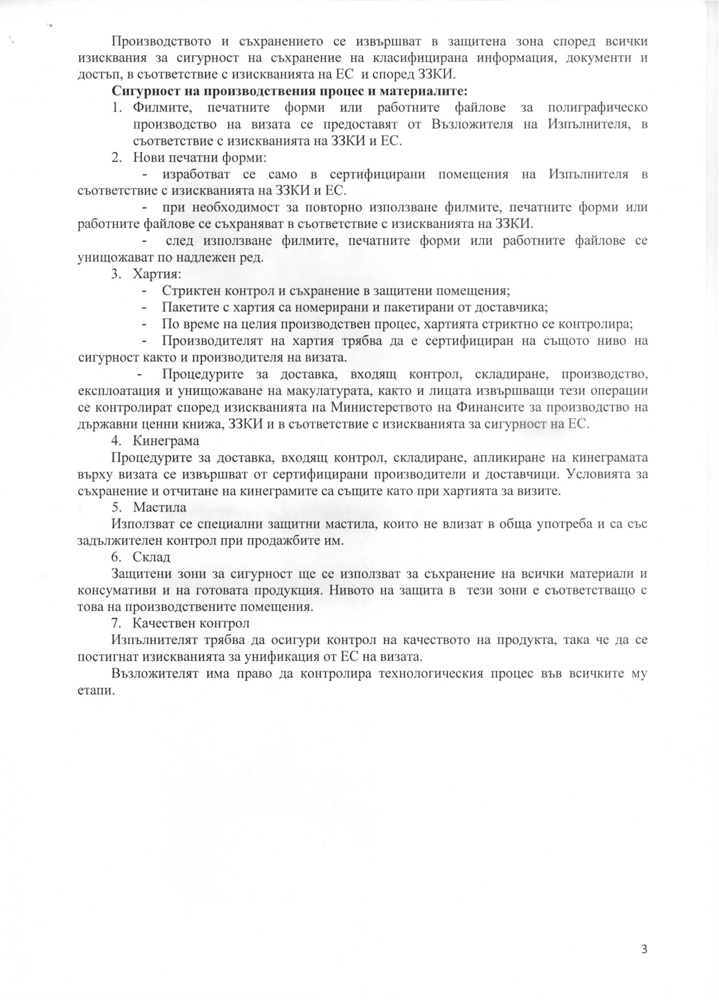 Производството и съхранението се извършват в защитена зона според всички
изисквания за сигурност на съхранение на класифицирана информация, документи и
достъп, в съответствие с изискванията на ЕС и според ЗЗКИ.
Сигурност на производствения процес и материалите:
1. Филмите, печатните форми или работните файлове за полиграфическо
производство на визата се предоставят от Възложителя на Изпълнителя, в
съответствие с изискванията на ЗЗКИ и ЕС.
2. Нови печатни форми:
- изработват се само в сертифицирани помещения на Изпълнителя в
съответствие с изискванията на ЗЗКИ и ЕС.
- при необходимост за повторно използване филмите, печатните форми или
работните файлове се съхраняват в съответствие с изискванията на ЗЗКИ.
- след използване филмите, печатните форми или работните файлове се
унищожават по надлежен ред.
3. Хартия:
- Стриктен контрол и съхранение в защитени помещения;
- Пакетите с хартия са номерирани и пакетирани от доставчика;
- По време на целия производствен процес, хартията стриктно се контролира;
- Производителят на хартия трябва да е сертифициран на същото ниво на
сигурност както и производителя на визата.
- Процедурите за доставка, входящ контрол, складиране, производство,
експлоатация и унищожаване на макулатурата, както и лицата извършващи тези операции
се контролират според изискванията на Министерството на Финансите за производство на
държавни ценни книжа, ЗЗКИ и в съответствие с изискванията за сигурност на ЕС.
4. Кинеграма
Процедурите за доставка, входящ контрол, складиране, апликиране на кинеграмата
върху визата се извършват от сертифицирани производители и доставчици. Условията за
съхранение и отчитане на кинеграмите са същите като при хартията за визите.
5. Мастила
Използват се специални защитни мастила, които не влизат в обща употреба и са със
задължителен контрол при продажбите им.
6. Склад
Защитени зони за сигурност ще се използват за съхранение на всички материали и
консумативи и на готовата продукция. Нивото на защита в тези зони е съответстващо с
това на производствените помещения.
7. Качествен контрол
Изпълнителят трябва да осигури контрол на качеството на продукта, така че да се
постигнат изискванията за унификация от ЕС на визата.
Възложителят има право да контролира технологическия процес във всичките му
етапи.
3